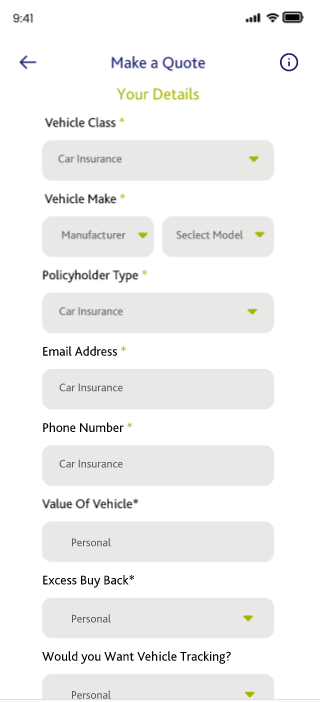 9:41
Make a Quote
Your Details
Vehicle Class *
Car Insurance
Vehicle Make *
Manufacturer Seclect Model
Policyholder Type *
Car Insurance
Email Address *
Car Insurance
Phone Number *
Car Insurance
Value Of Vehicle*
Personal
Excess Buy Back*
Personal
Would you Want Vehicle Tracking?
Personal